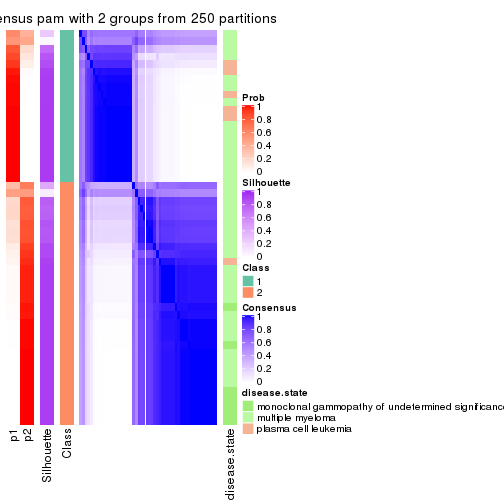 ensus pam with 2 groups from 250 partitions
Prob
1
0.8
0.6
0.4
0.2
0
Silhouette
1
0.8
0.6
0.4
0.2
0
Class
1
2
Consensus
1
0.8
0.6
0.4
0.2
0
disease.state
monoclonal gammopathy of undetermined significance
multiple myeloma
plasma cell leukemia
p1
p2
Silhouette
Class
disease.state